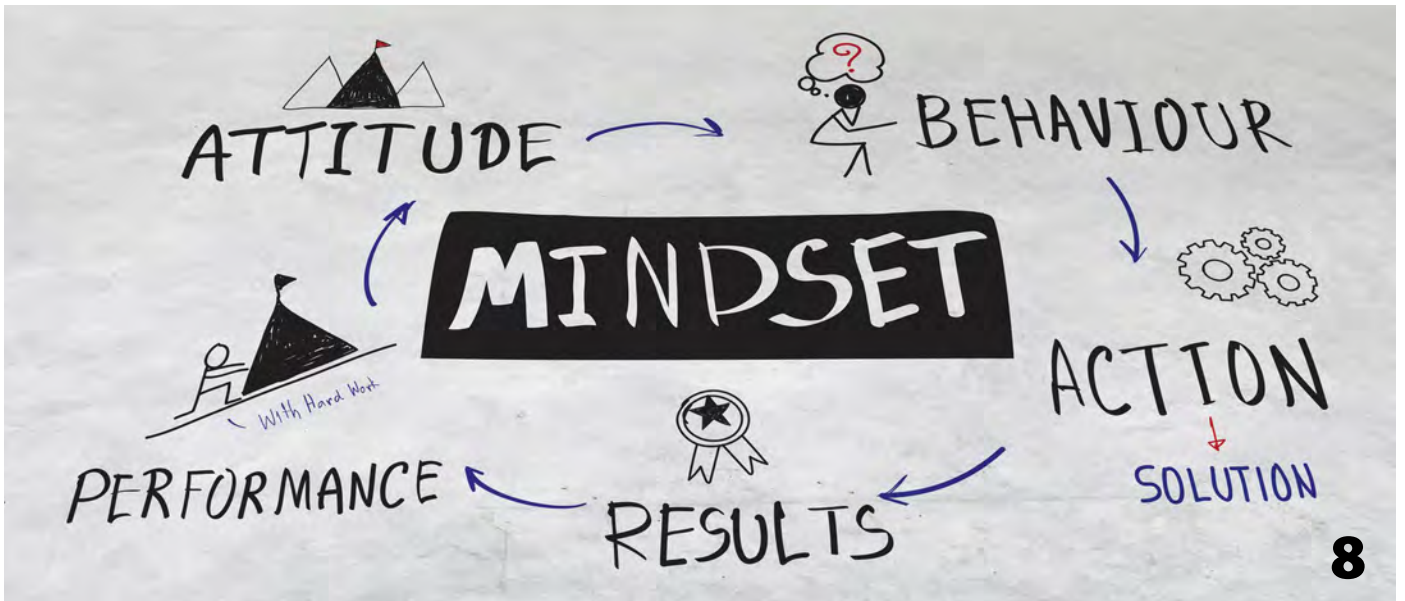 ATTITUDE
BEHAVIOUR
MINDSET
ACTION
SOLUTION
With Hard Work
PERFORMANCE
RESULTS
8